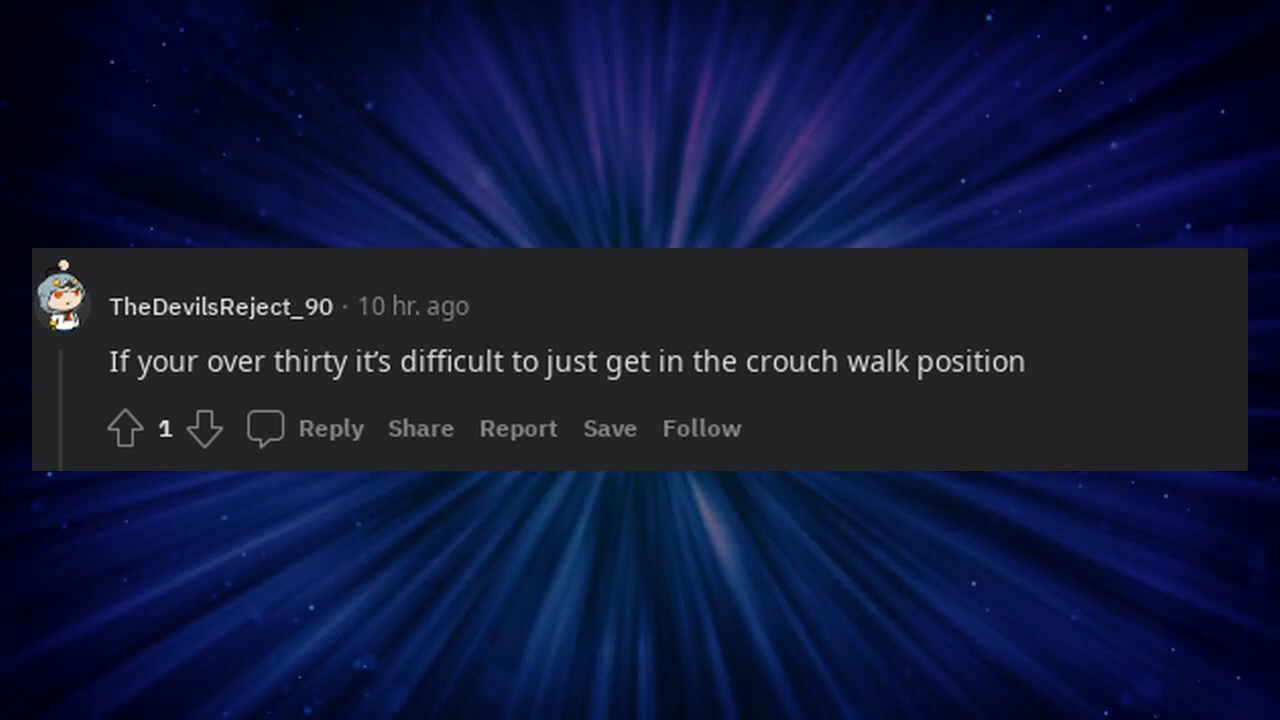 TheDevilsReject_90 · 10 hr. ago
If your over thirty it’s difficult to just get in the crouch walk position
1 Reply Share Report Save Follow